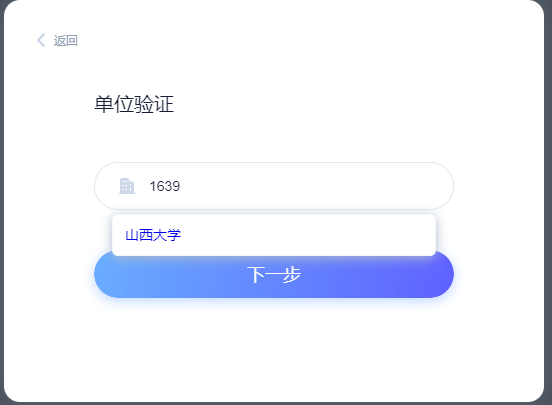 返回
单位验证
1639
山西大学
下一步